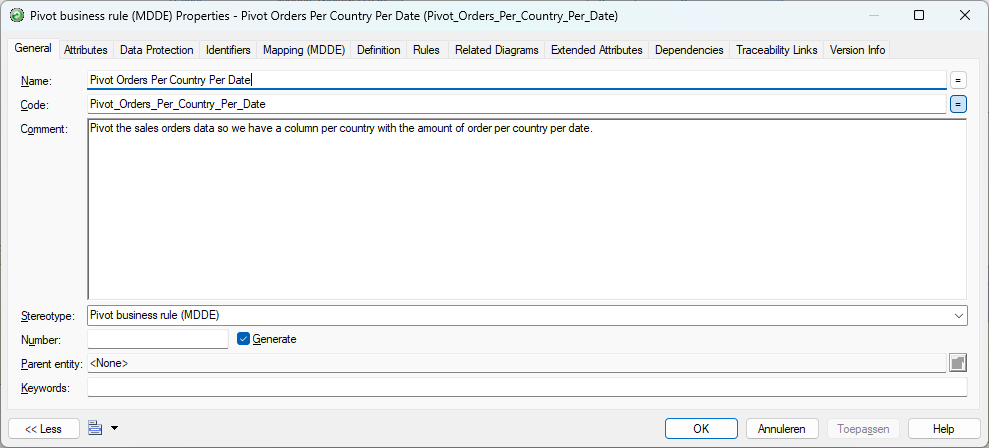 Pivot business rule (MDDE) Properties - Pivot Orders Per Country Per Date (Pivot_Orders_Per_Country_Per_Date)
General Attributes Data Protection Identifiers Mapping (MDDE) Definition Rules Related Diagrams Extended Attributes Dependencies Traceability Links Version Info
Name: Pivot Orders Per Country Per Date =
Code: Pivot_Orders_Per_Country_Per_Date =
Comment: Pivot the sales orders data so we have a column per country with the amount of order per country per date.
Stereotype: Pivot business rule (MDDE)
Number: Generate
Parent entity: <None>
Keywords:
<< Less OK Annuleren Toepassen Help